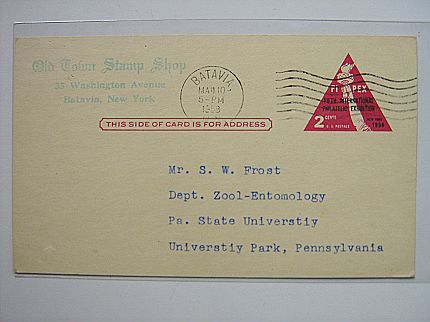 Old Town Stamp Shop
35 Washington Avenue
Batavia, New York
BATAVIA,
MAR 10
5-PM
1958
THIS SIDE OF CARD IS FOR ADDRESS
FIPEX
FIFTH INTERNATIONAL
PHILATELIC EXHIBITION
2 CENTS
U.S. POSTAGE
NEW YORK
1956
Mr. S. W. Frost
Dept. Zool-Entomology
Pa. State Universtiy
Universtiy Park, Pennsylvania